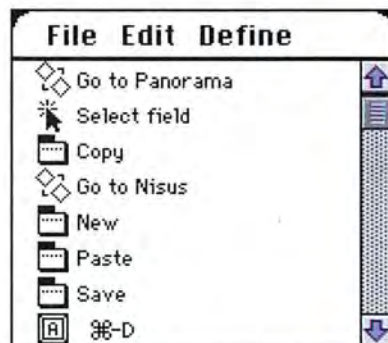 File Edit Define
Go to Panorama
Select field
Copy
Go to Nisus
New
Paste
Save
A ⌘-D